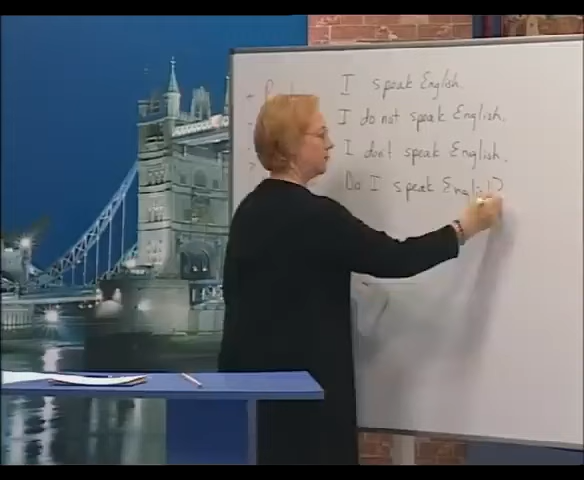 I speak English.
I do not speak English.
I don't speak English.
Do I speak English?